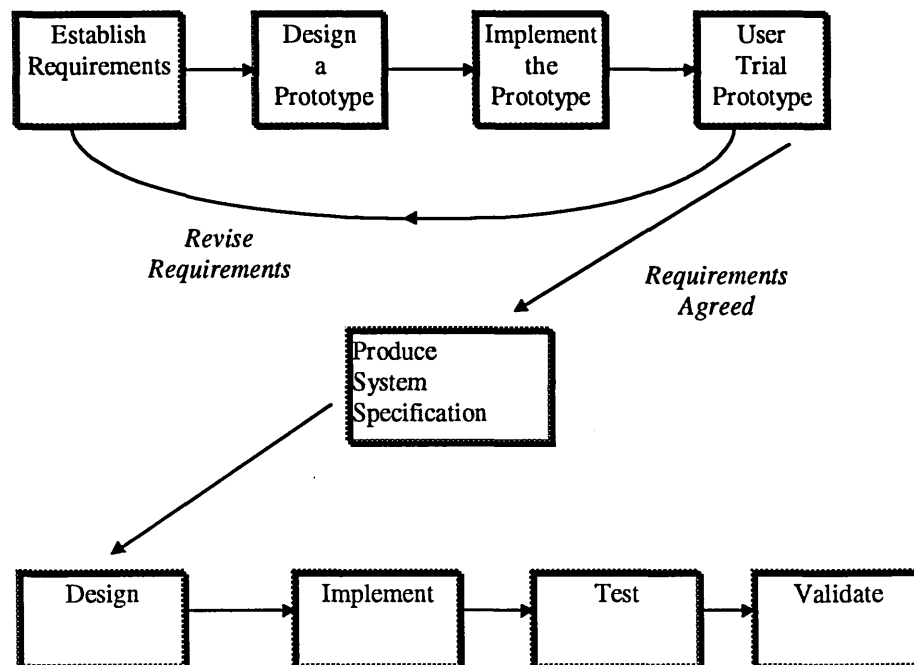 Establish
Requirements
Design
a
Prototype
Implement
the
Prototype
User
Trial
Prototype
Revise
Requirements
Requirements
Agreed
Produce
System
Specification
Design
Implement
Test
Validate